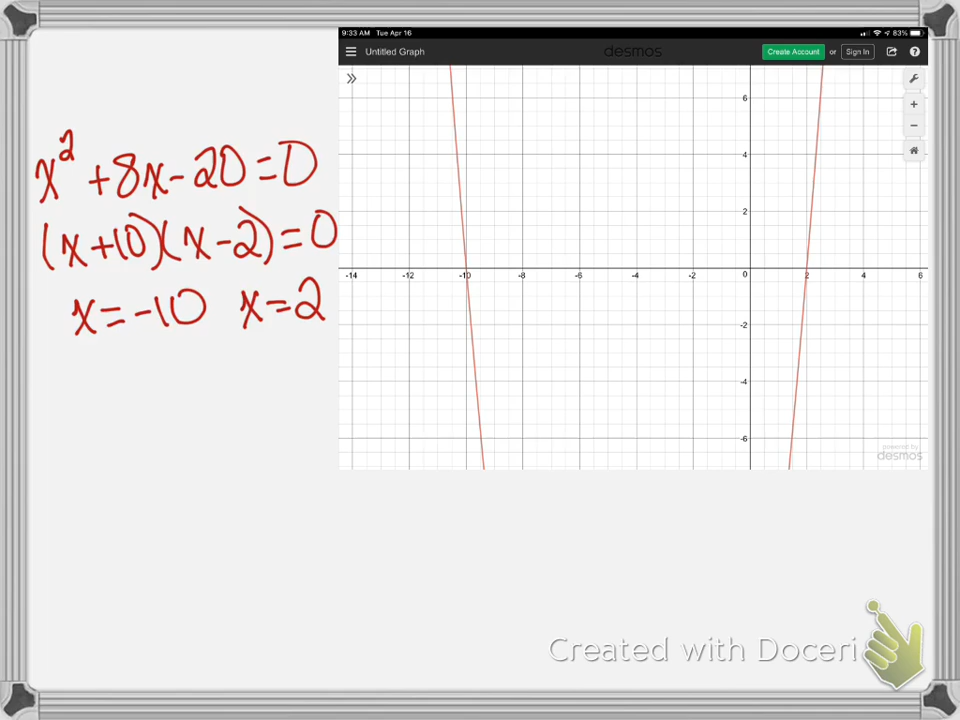 9:33 AM Tue Apr 16
83%
Untitled Graph
desmos
Create Account or Sign In
x² + 8x - 20 = 0
(x + 10)(x - 2) = 0
x = -10 x = 2
6
4
2
-14 -12 -10 -8 -6 -4 -2 0 2 4 6
-2
-4
-6
powered by
desmos
Created with Doceri